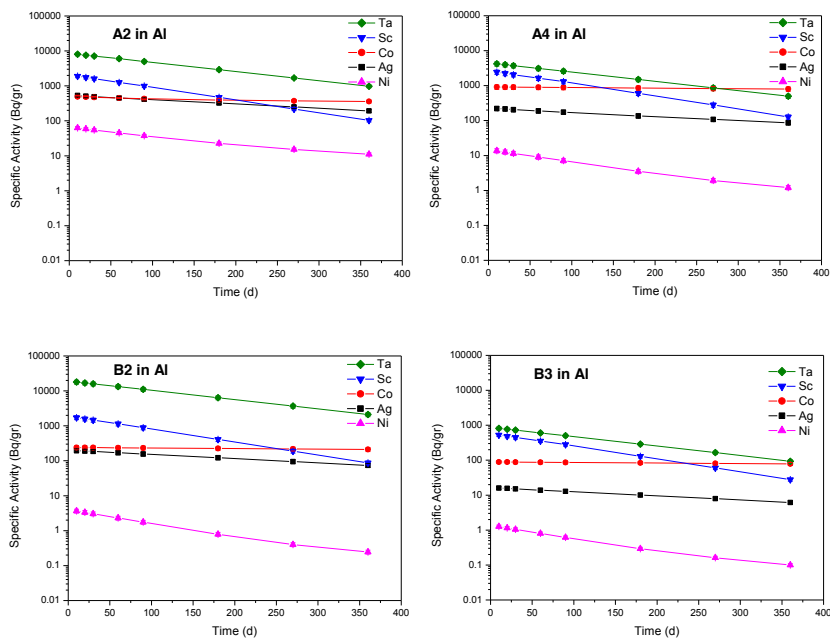 A2 in Al
Ta
Sc
Co
Ag
Ni
100000
10000
1000
100
10
1
0.1
0.01
Specific Activity (Bq/gr)
0 50 100 150 200 250 300 350 400
Time (d)
A4 in Al
Ta
Sc
Co
Ag
Ni
100000
10000
1000
100
10
1
0.1
0.01
Specific Activity (Bq/gr)
0 50 100 150 200 250 300 350 400
Time (d)
B2 in Al
Ta
Sc
Co
Ag
Ni
100000
10000
1000
100
10
1
0.1
0.01
Specific Activity (Bq/gr)
0 50 100 150 200 250 300 350 400
Time (d)
B3 in Al
Ta
Sc
Co
Ag
Ni
100000
10000
1000
100
10
1
0.1
0.01
Specific Activity (Bq/gr)
0 50 100 150 200 250 300 350 400
Time (d)